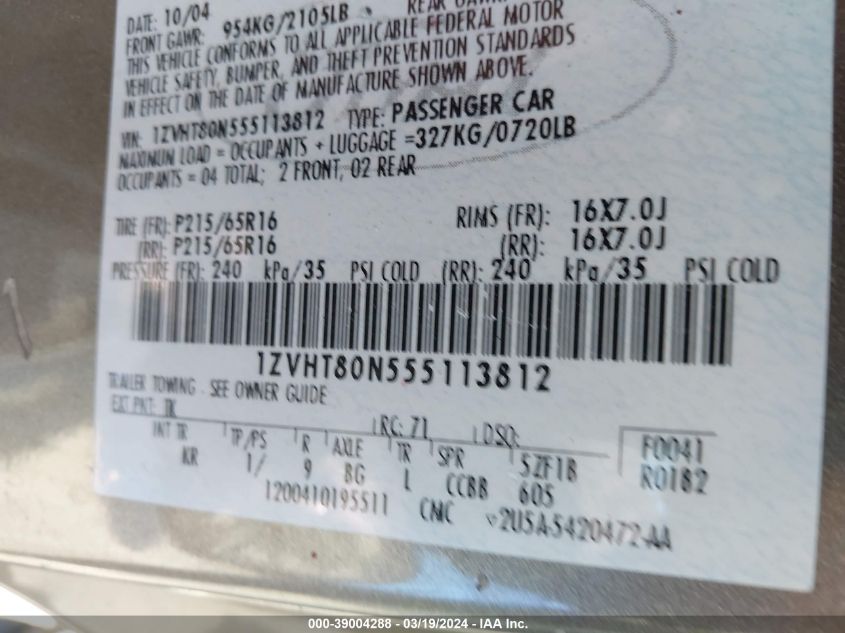 DATE: 10/04
FRONT GAWR: 954KG/2105LB
THIS VEHICLE CONFORMS TO ALL APPLICABLE FEDERAL MOTOR
VEHICLE SAFETY, BUMPER, AND THEFT PREVENTION STANDARDS
IN EFFECT ON THE DATE OF MANUFACTURE SHOWN ABOVE.
VIN: 1ZVHT80N555113812 TYPE: PASSENGER CAR
MAXIMUM LOAD = OCCUPANTS + LUGGAGE =327KG/0720LB
OCCUPANTS = 04 TOTAL; 2 FRONT, 02 REAR
TIRE (FR): P215/65R16 RIMS (FR): 16X7.0J
(RR): P215/65R16 (RR): 16X7.0J
PRESSURE (FR): 240 kPa/35 PSI COLD (RR): 240 kPa/35 PSI COLD
1ZVHT80N555113812
TRAILER TOWING - SEE OWNER GUIDE
EXT PNT: TK RC: 71 DSO: F0041
INT TR TP/PS R AXLE TR SPR 5ZF1B R0182
KR 1/ 9 BG L CCBB 605
1200410195511 CMC 2U5A-5420472-AA
000-39004288 - 03/19/2024 - IAA Inc.